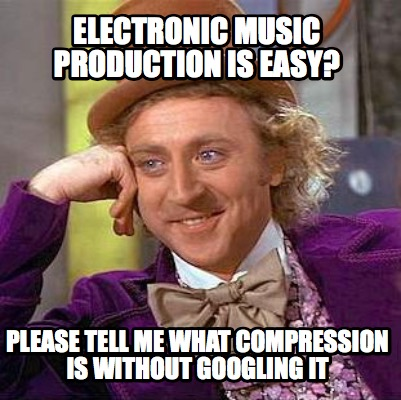 ELECTRONIC MUSIC
PRODUCTION IS EASY?
PLEASE TELL ME WHAT COMPRESSION
IS WITHOUT GOOGLING IT